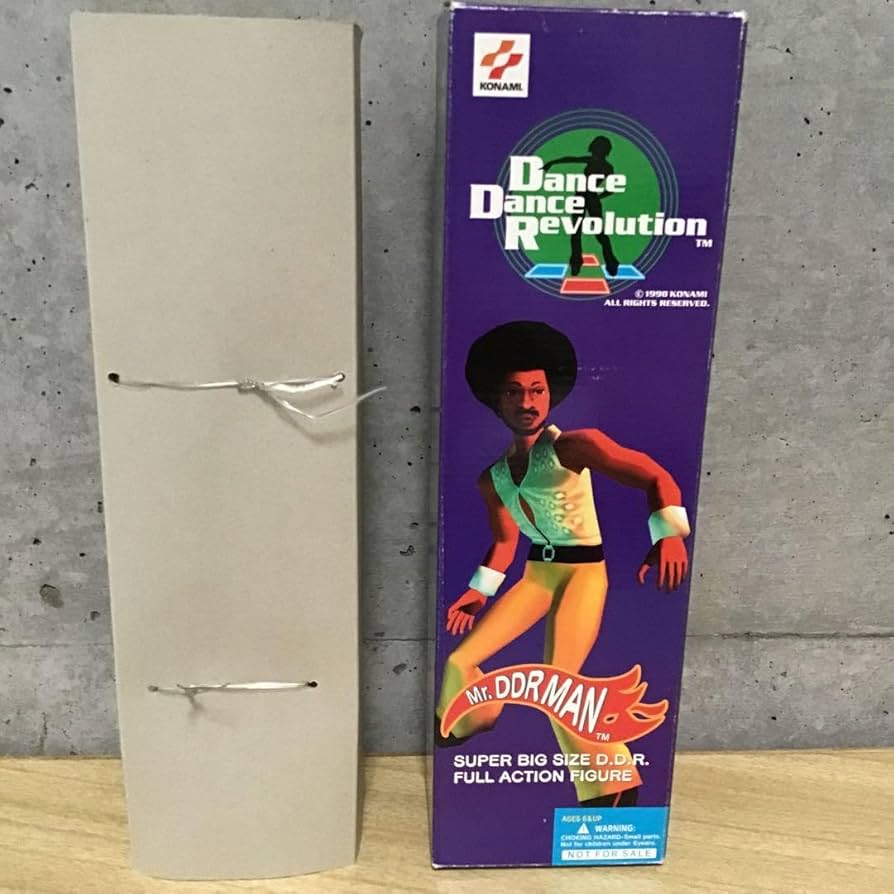 KONAMI
Dance
Dance
Revolution TM
© 1998 KONAMI
ALL RIGHTS RESERVED.
Mr. DDR MAN TM
SUPER BIG SIZE D.D.R.
FULL ACTION FIGURE
AGES 6&UP
WARNING:
CHOKING HAZARD-Small parts.
Not for children under 6years.
NOT FOR SALE